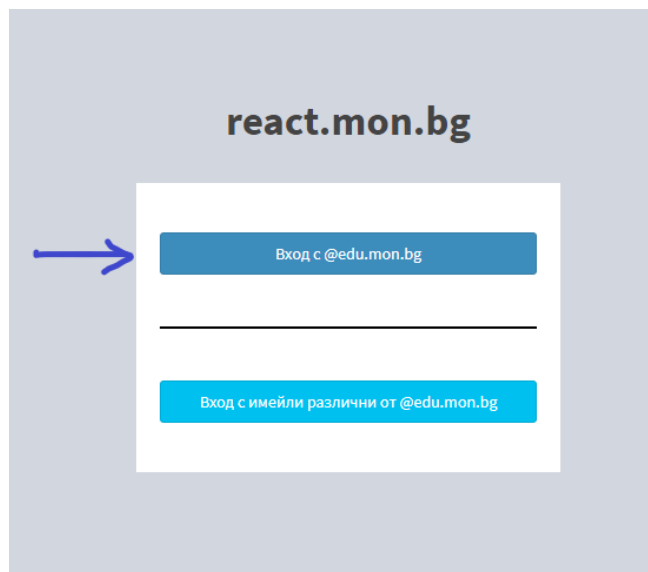 react.mon.bg
Вход с @edu.mon.bg
Вход с имейли различни от @edu.mon.bg